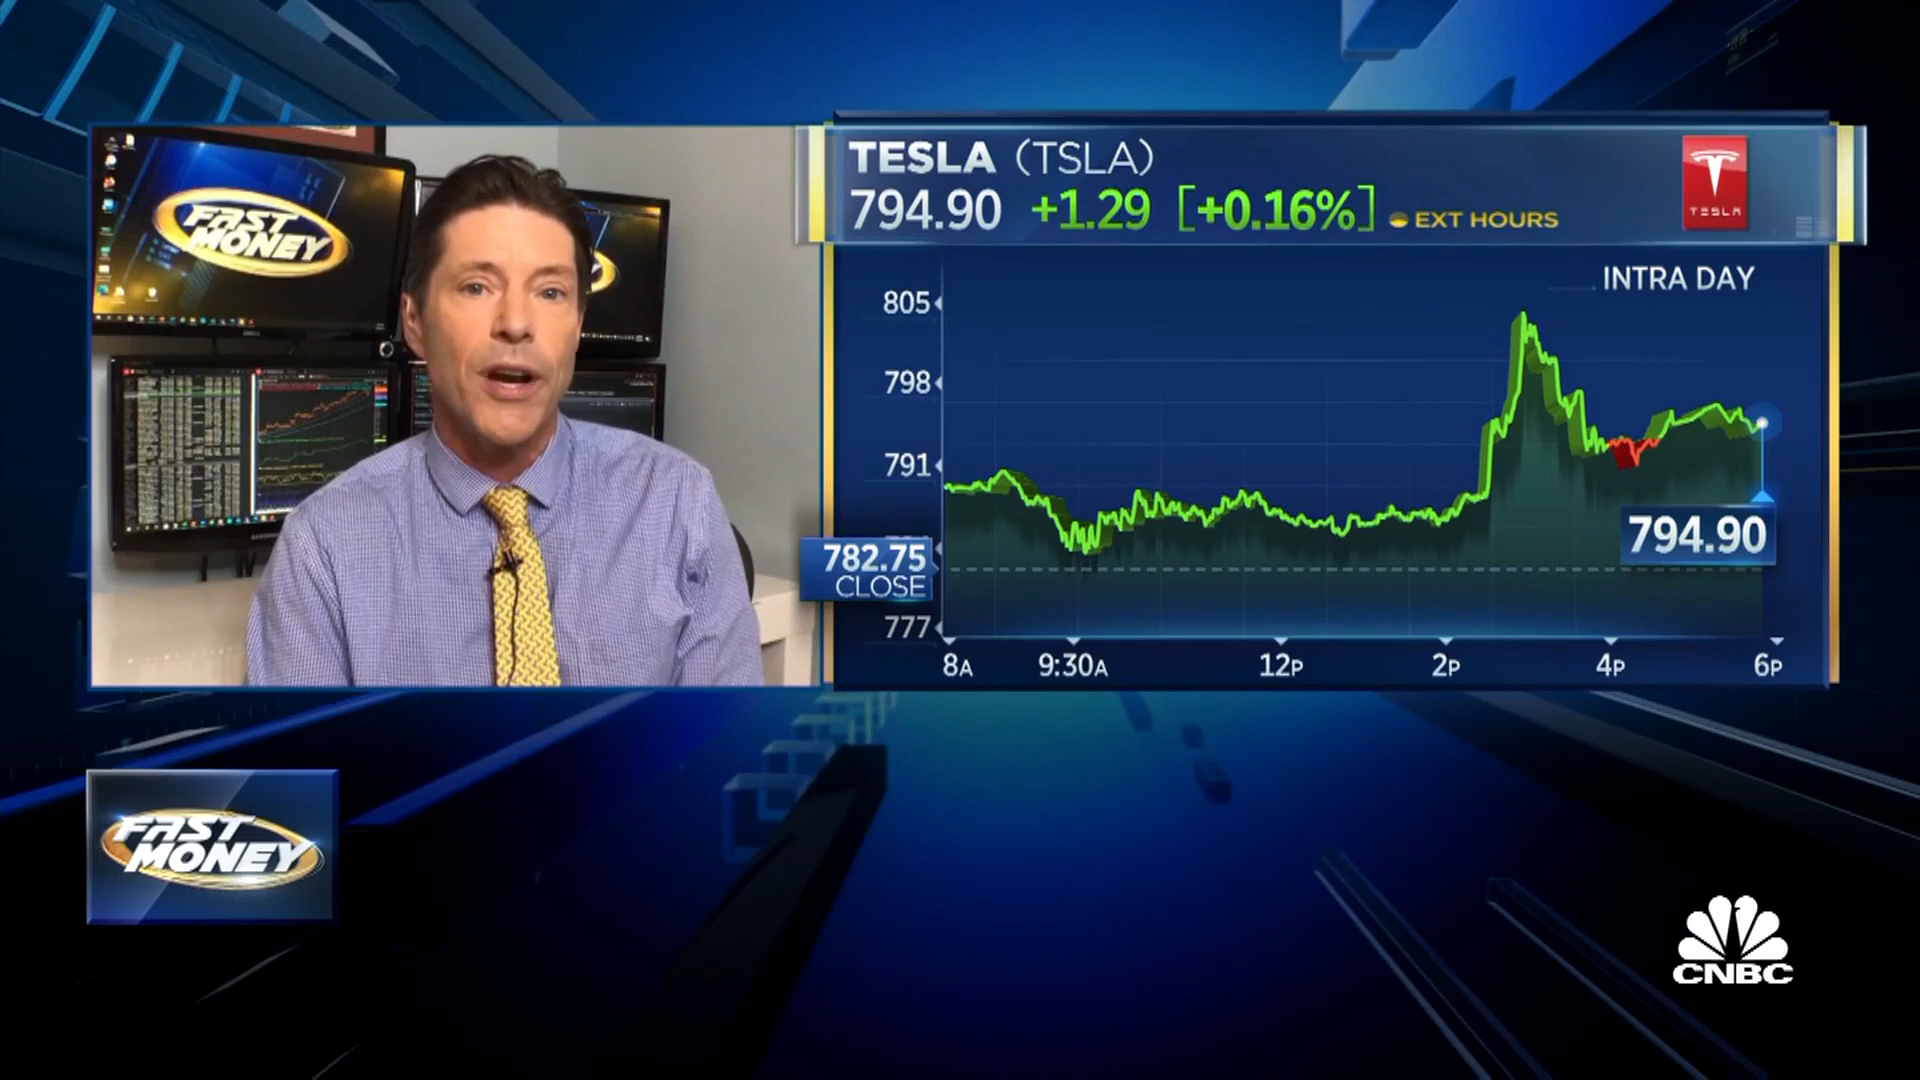 FAST
MONEY
TESLA (TSLA)
794.90 +1.29 [+0.16%] EXT HOURS
TESLA
INTRA DAY
805
798
791
782.75
CLOSE
777
794.90
8A 9:30A 12P 2P 4P 6P
FAST
MONEY
CNBC